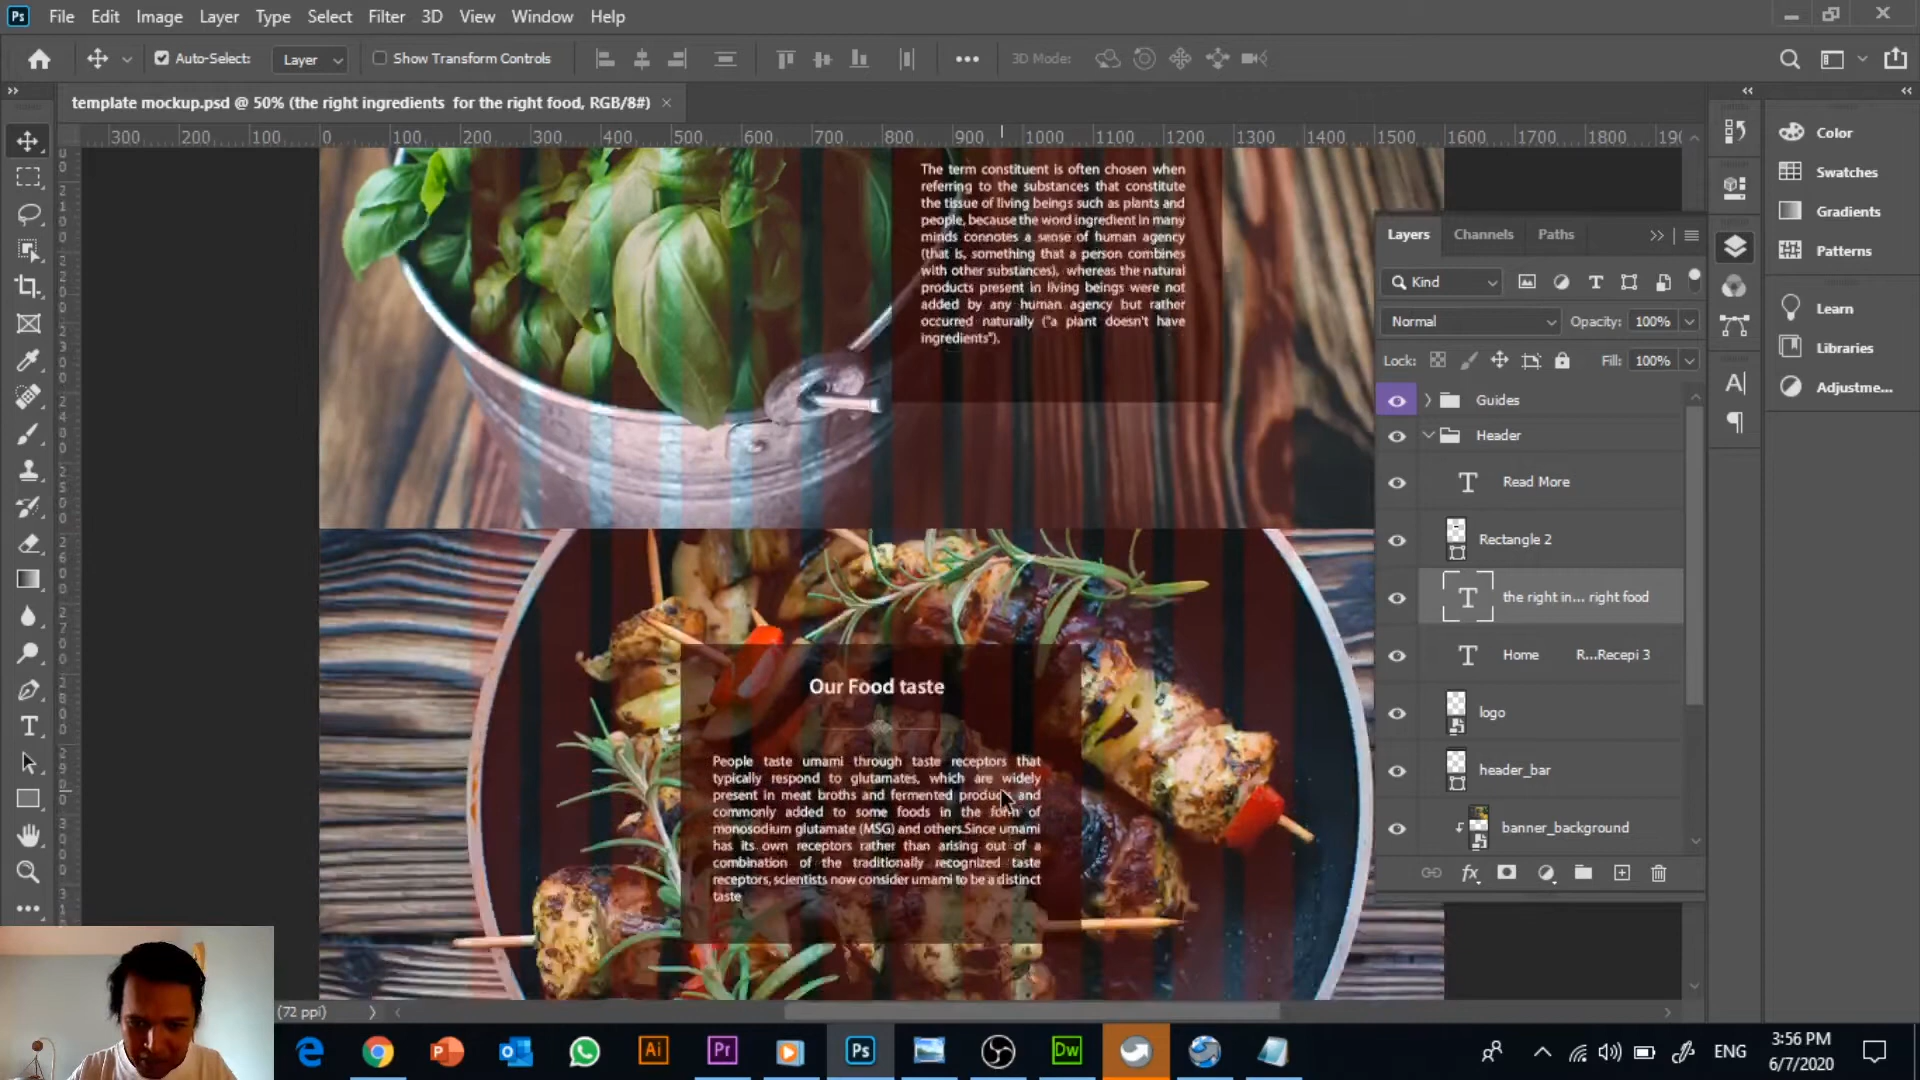 Ps File Edit Image Layer Type Select Filter 3D View Window Help
Auto-Select: Layer Show Transform Controls 3D Mode:
template mockup.psd @ 50% (the right ingredients for the right food, RGB/8#)
300 200 100 0 100 200 300 400 500 600 700 800 900 1000 1100 1200 1300 1400 1500 1600 1700 1800
Color
Swatches
Gradients
Patterns
Learn
Libraries
Adjustme...
The term constituent is often chosen when
referring to the substances that constitute
the tissue of living beings such as plants and
people, because the word ingredient in many
minds connotes a sense of human agency
(that is, something that a person combines
with other substances), whereas the natural
products present in living beings were not
added by any human agency but rather
occurred naturally ("a plant doesn't have
ingredients").
Our Food taste
People taste umami through taste receptors that
typically respond to glutamates, which are widely
present in meat broths and fermented products and
commonly added to some foods in the form of
monosodium glutamate (MSG) and others.Since umami
has its own receptors rather than arising out of a
combination of the traditionally recognized taste
receptors, scientists now consider umami to be a distinct
taste
Layers Channels Paths
Kind
Normal Opacity: 100%
Lock: Fill: 100%
Guides
Header
Read More
Rectangle 2
the right in... right food
Home R...Recepi 3
logo
header_bar
banner_background
fx
(72 ppi)
Ai Pr Ps Dw
ENG
3:56 PM
6/7/2020